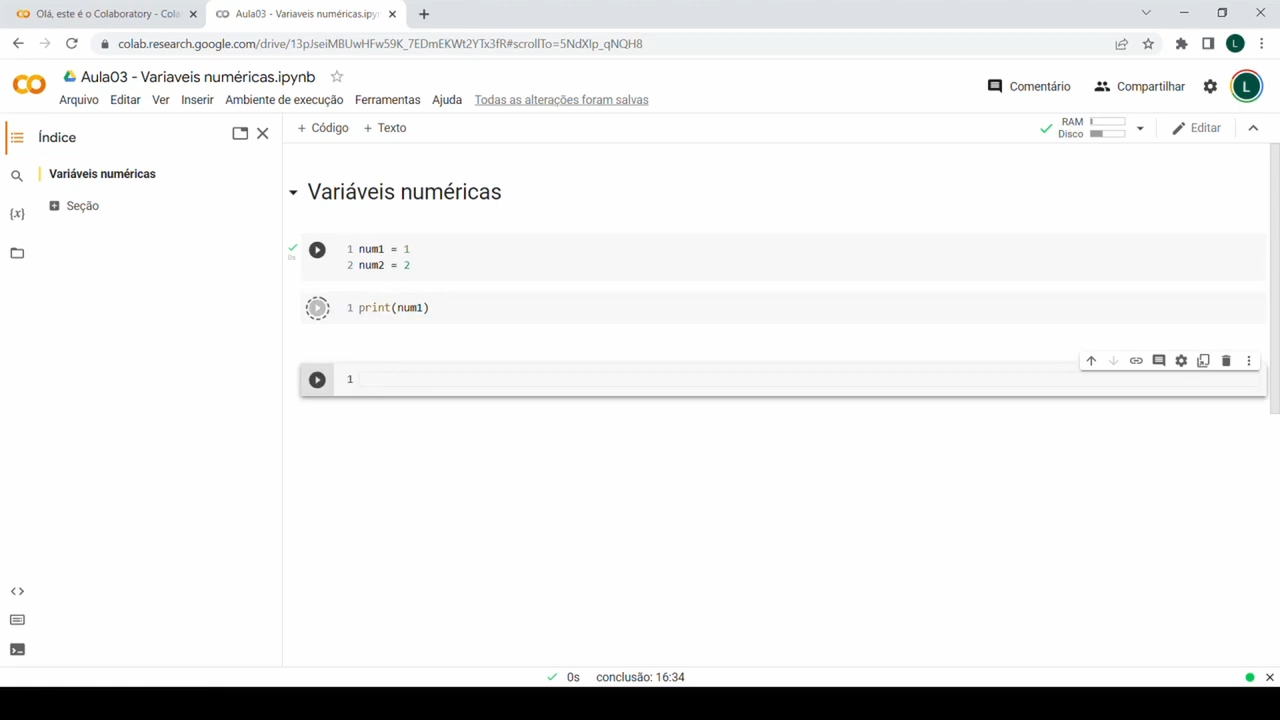 Olá, este é o Colaboratory - Cola
Aula03 - Variaveis numéricas.ipyn
colab.research.google.com/drive/13pJseiMBUwHFw59K_7EDmEKWt2YTx3fR#scrollTo=5NdXIp_qNQH8
L
Aula03 - Variaveis numéricas.ipynb
Comentário
Compartilhar
L
Arquivo Editar Ver Inserir Ambiente de execução Ferramentas Ajuda Todas as alterações foram salvas
Índice
+ Código + Texto
RAM
Disco
Editar
Variáveis numéricas
Seção
{x}
Variáveis numéricas
0s
1 num1 = 1
2 num2 = 2
1 print(num1)
1
0s conclusão: 16:34